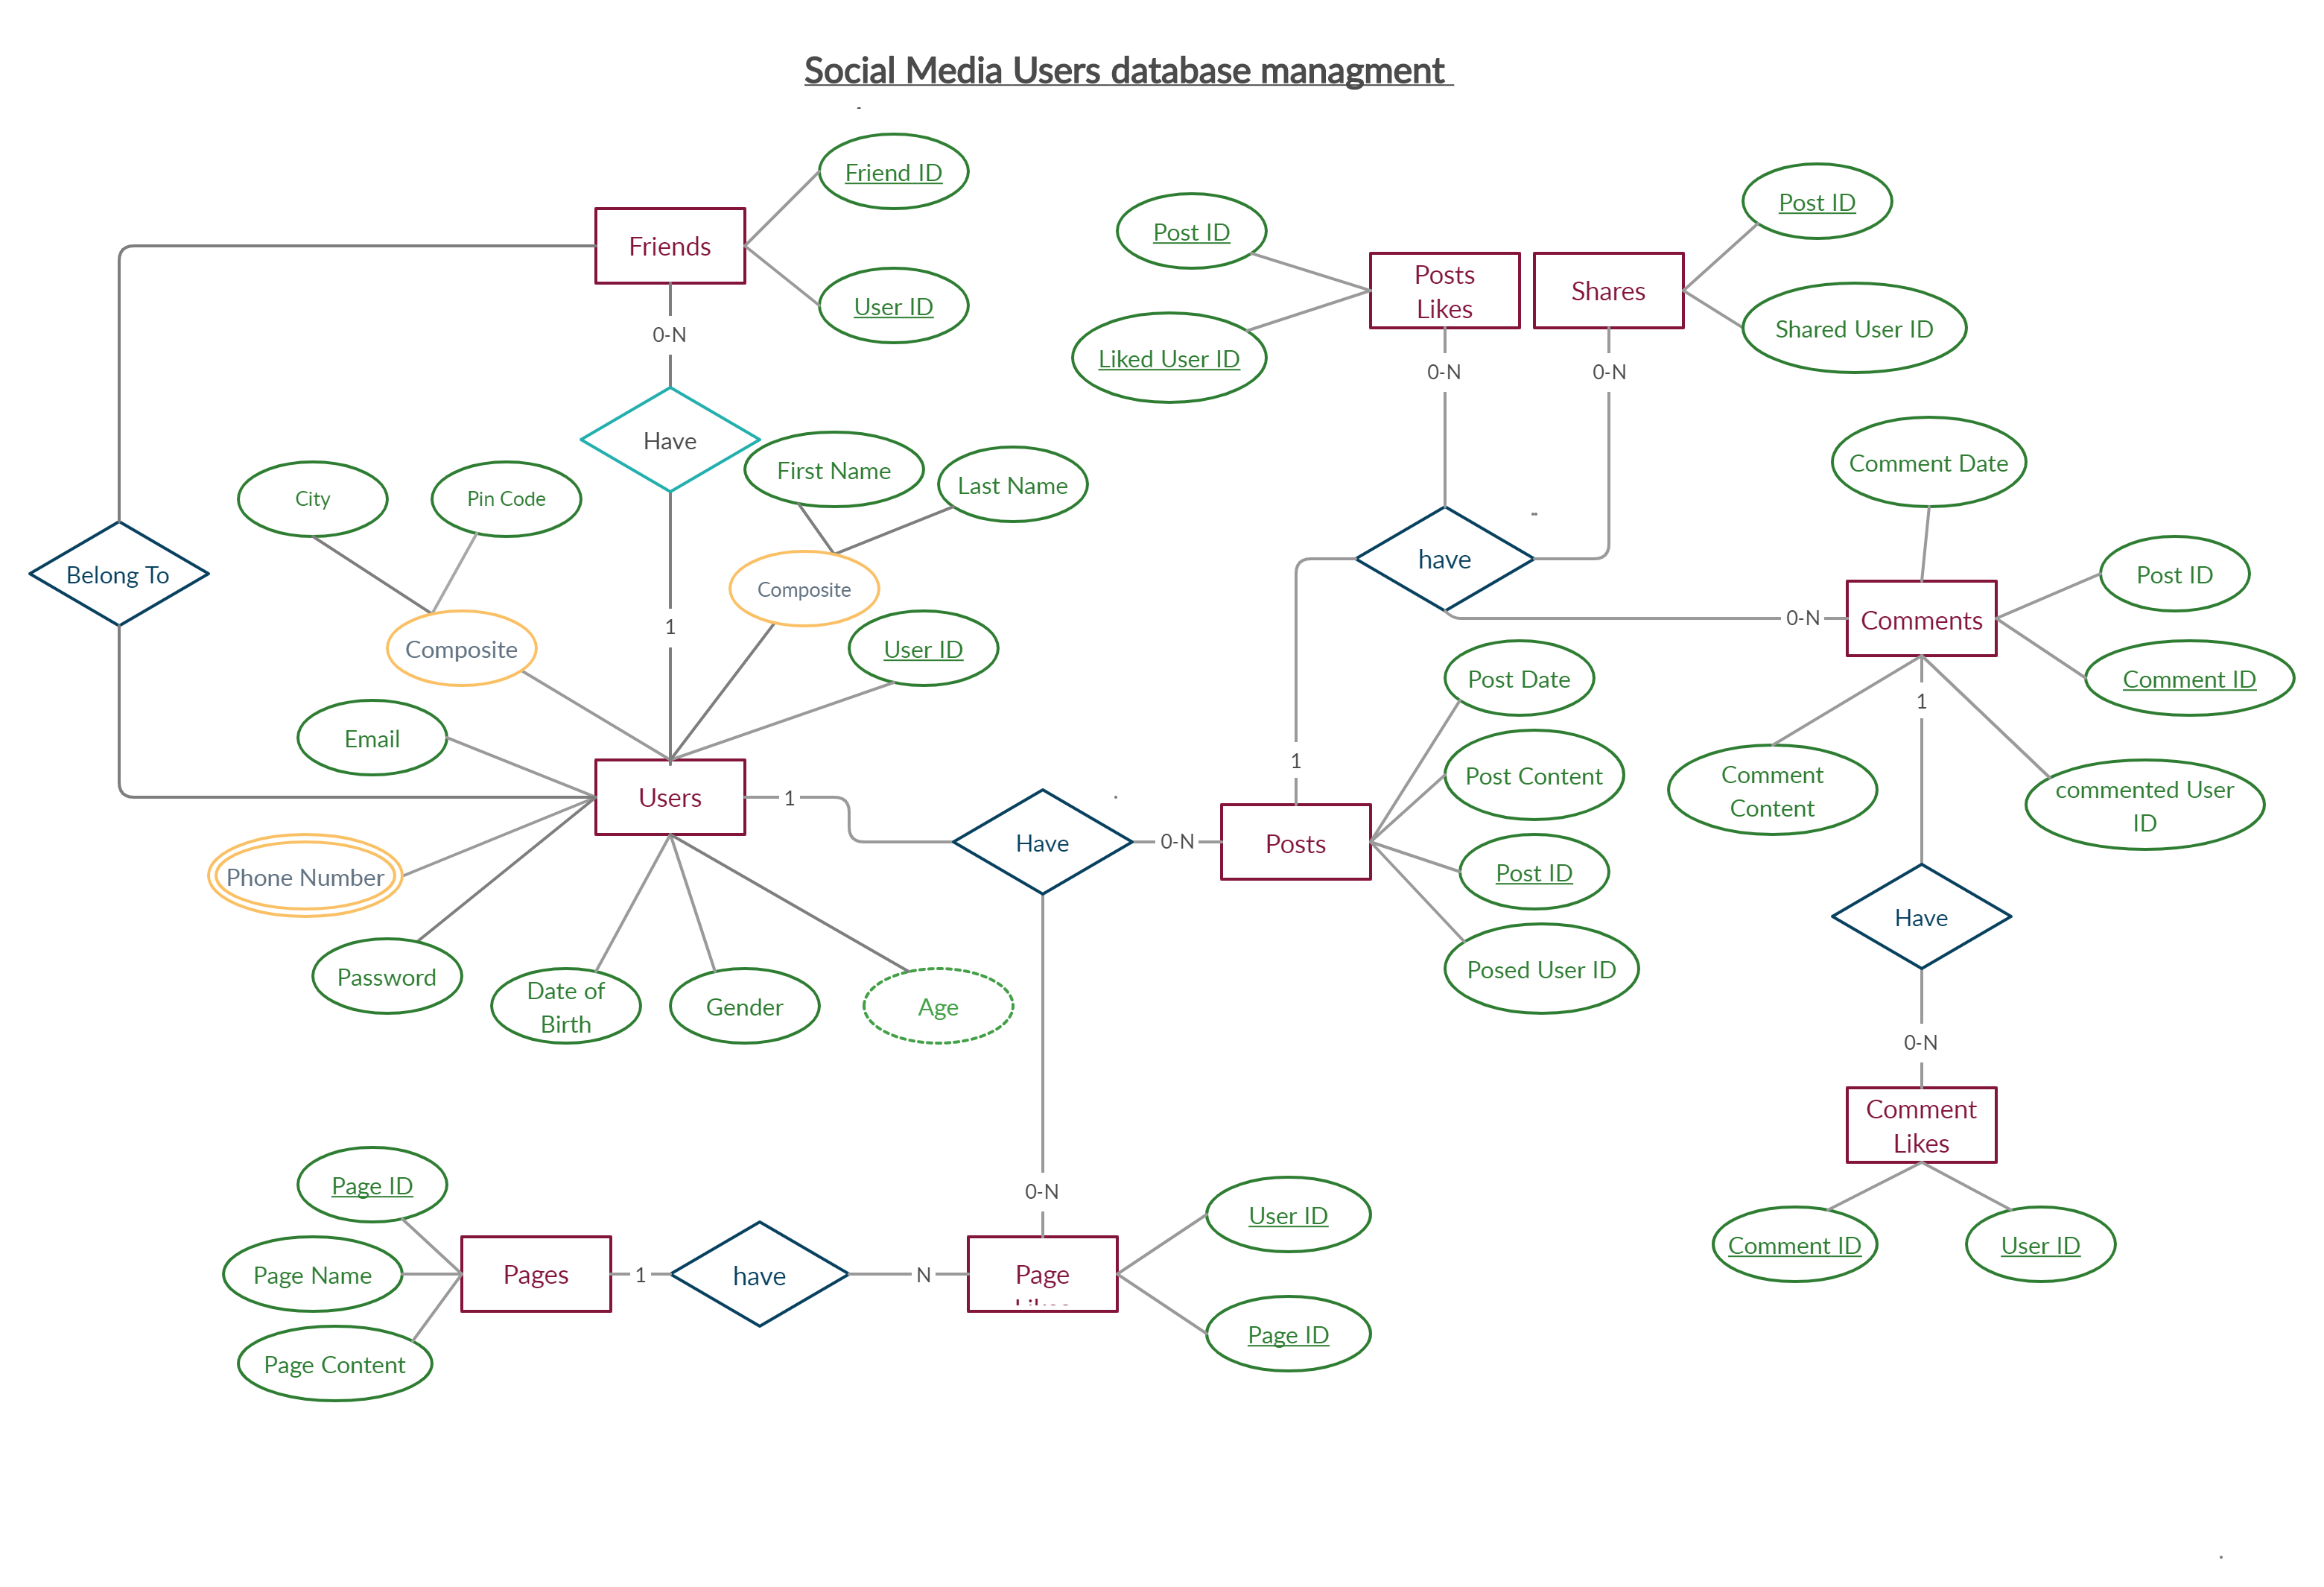 Social Media Users database managment
Friend ID
Friends
User ID
0-N
Have
Post ID
Liked User ID
Posts
Likes
Shares
Post ID
Shared User ID
0-N
0-N
City
Pin Code
First Name
Last Name
Comment Date
Belong To
Composite
Composite
User ID
1
have
0-N
Comments
Post ID
Comment ID
1
Email
Users
1
Phone Number
Password
Date of
Birth
Gender
Age
Have
0-N
1
Posts
Post Date
Post Content
Post ID
Posed User ID
Comment
Content
commented User
ID
Have
0-N
Comment
Likes
Comment ID
User ID
Page ID
Page Name
Page Content
Pages
1
have
N
0-N
Page
User ID
Page ID